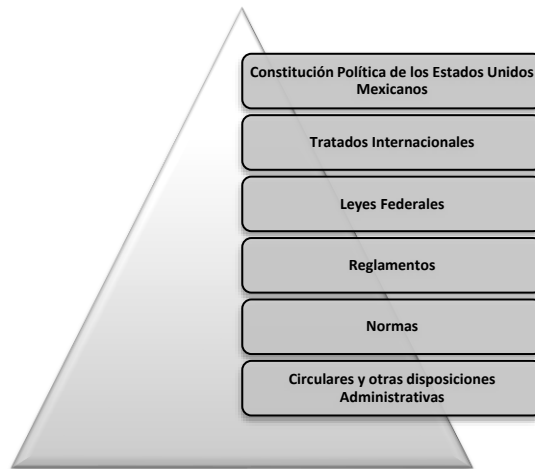 Constitución Política de los Estados Unidos
Mexicanos
Tratados Internacionales
Leyes Federales
Reglamentos
Normas
Circulares y otras disposiciones
Administrativas